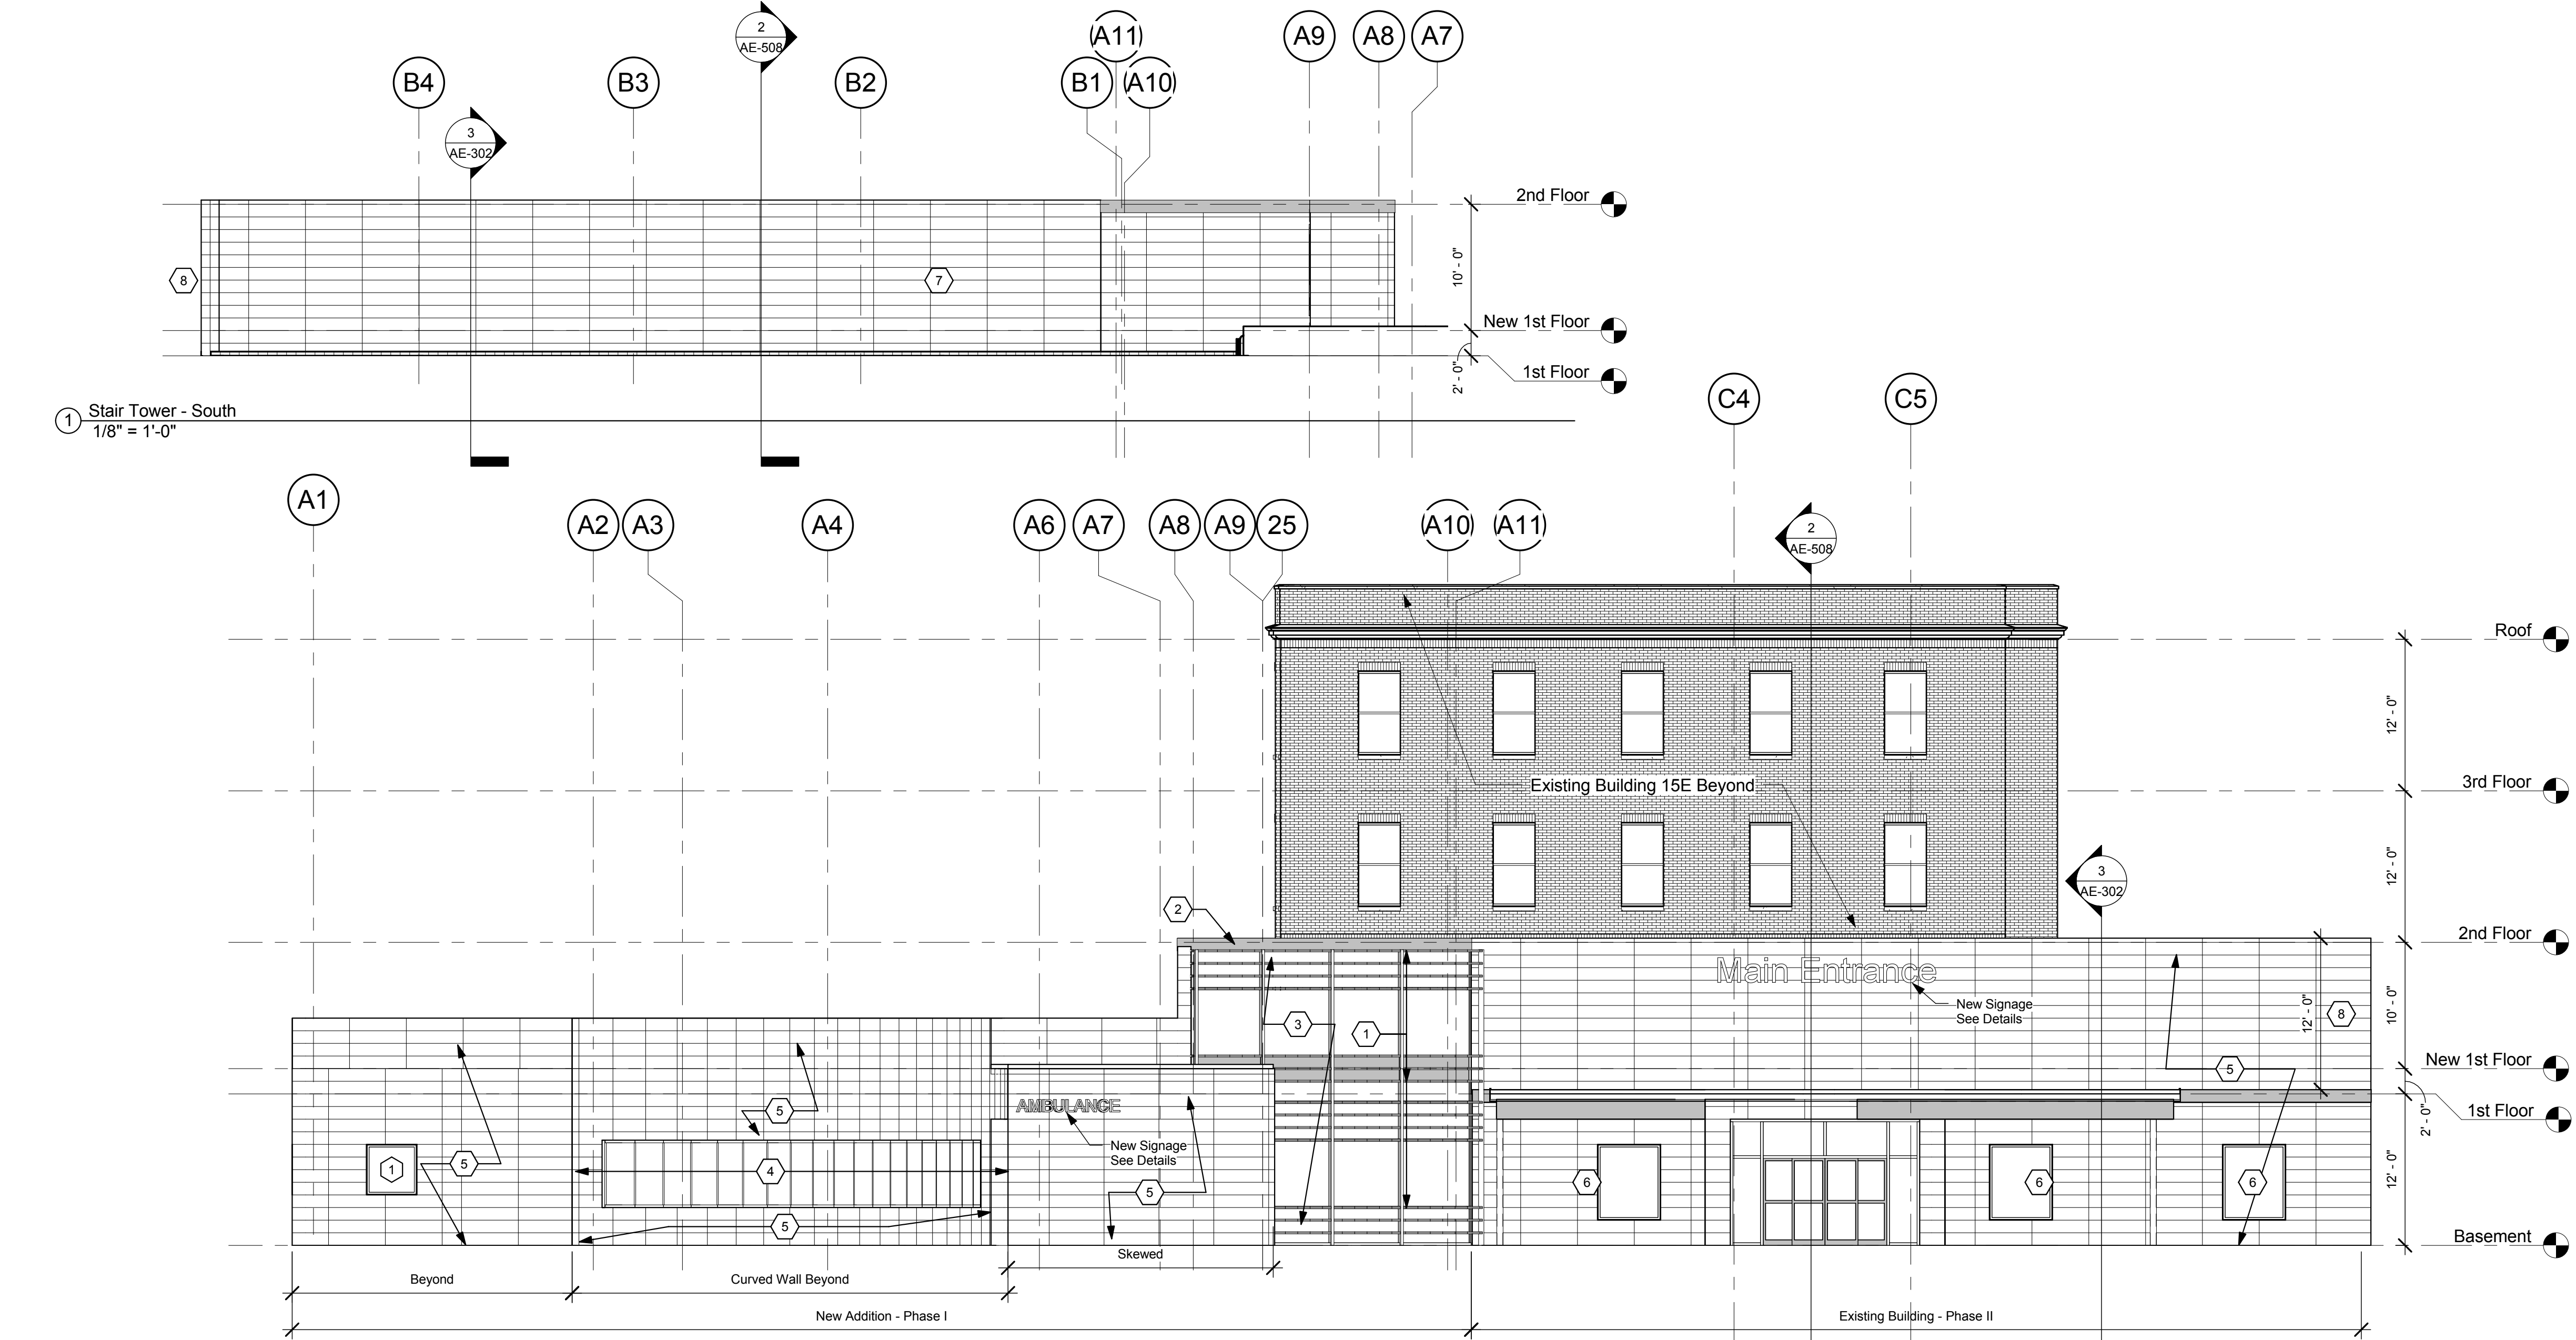 2
AE-508
A11
A9
A8
A7
B4
B3
B2
B1
A10
3
AE-302
2nd Floor
8
7
10' - 0"
New 1st Floor
2' - 0"
1st Floor
1
Stair Tower - South
1/8" = 1'-0"
C4
C5
A1
A2
A3
A4
A6
A7
A8
A9
25
A10
A11
2
AE-508
Roof
12' - 0"
Existing Building 15E Beyond
3rd Floor
12' - 0"
3
AE-302
2
2nd Floor
Main Entrance
New Signage
See Details
12' - 0"
8
10' - 0"
3
1
New 1st Floor
5
AMBULANCE
5
1st Floor
2' - 0"
New Signage
See Details
1
5
4
5
6
6
6
12' - 0"
5
Basement
Skewed
Beyond
Curved Wall Beyond
New Addition - Phase I
Existing Building - Phase II